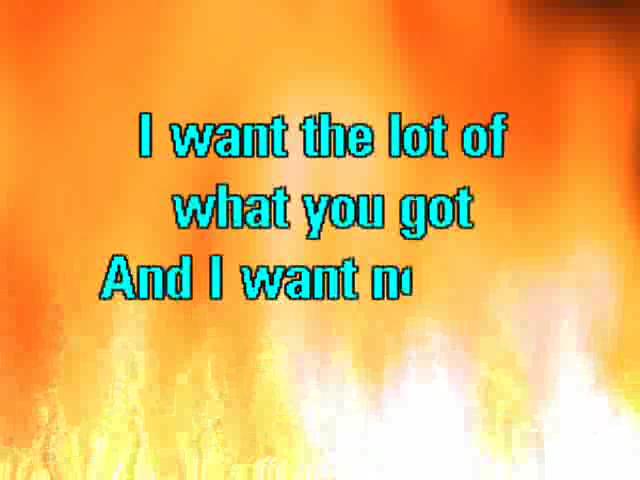 I want the lot of
what you got
And I want